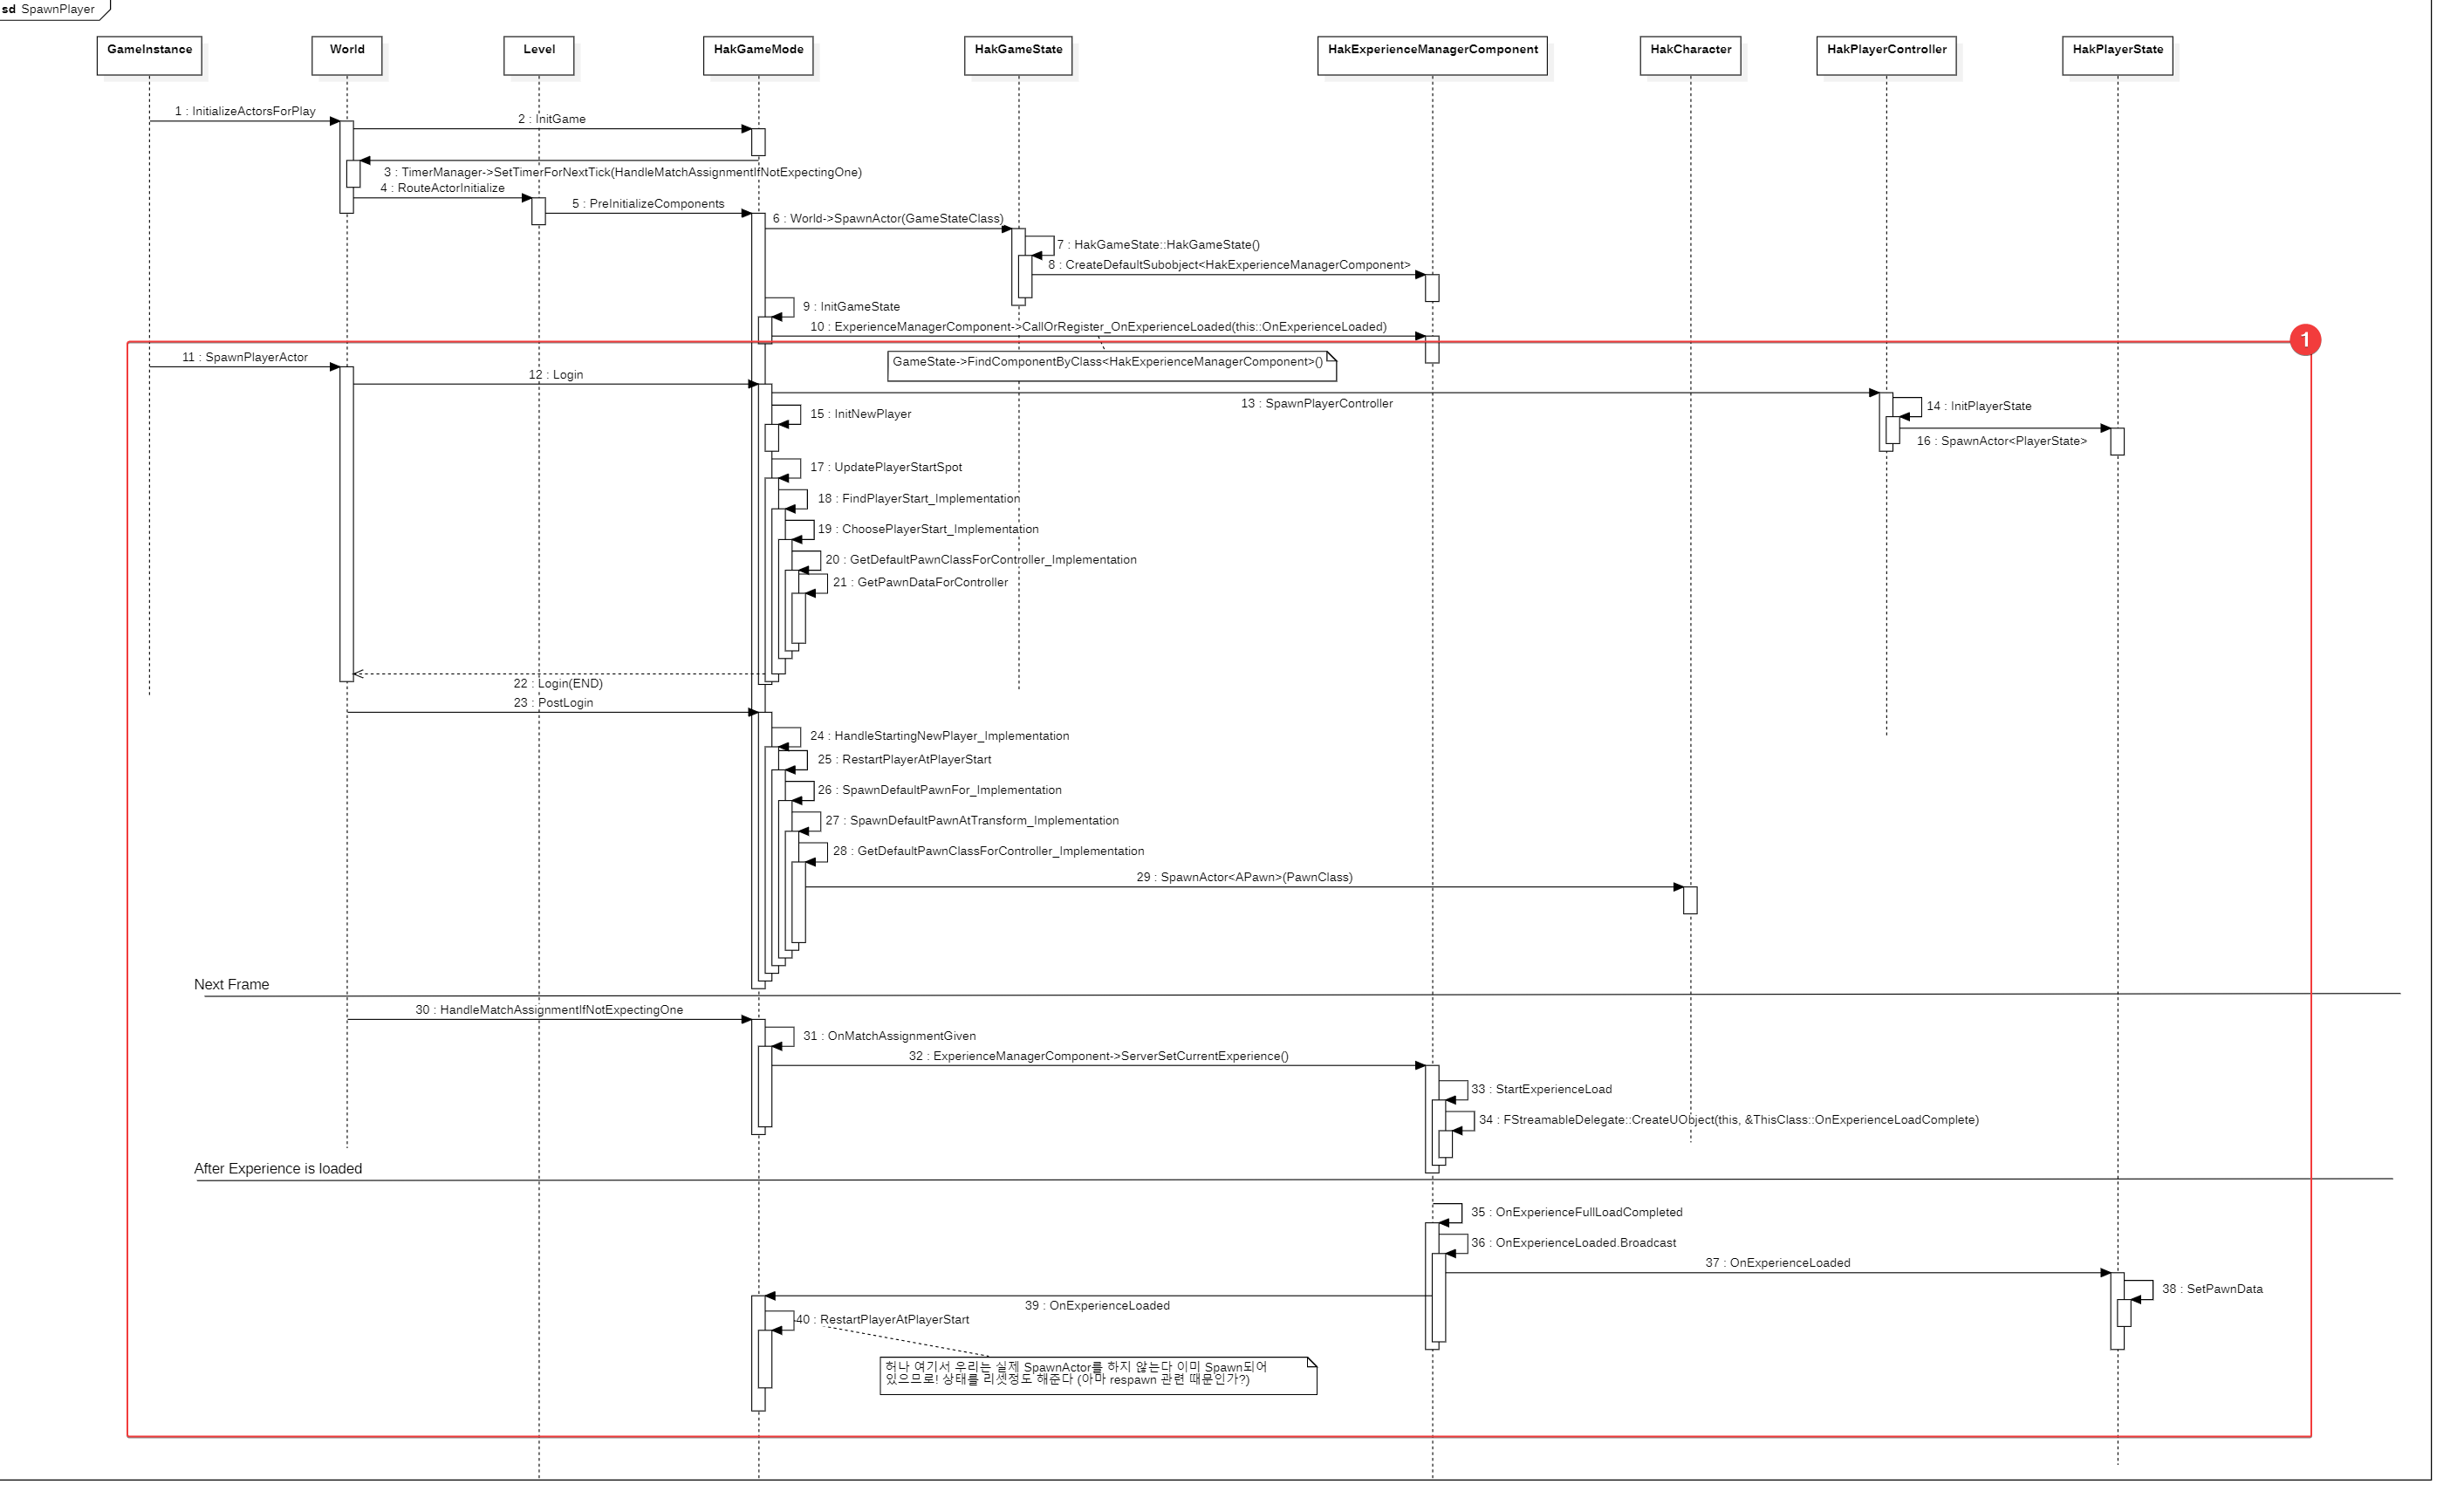 sd SpawnPlayer
GameInstance
World
Level
HakGameMode
HakGameState
HakExperienceManagerComponent
HakCharacter
HakPlayerController
HakPlayerState
1 : InitializeActorsForPlay
2 : InitGame
3 : TimerManager->SetTimerForNextTick(HandleMatchAssignmentIfNotExpectingOne)
4 : RouteActorInitialize
5 : PreInitializeComponents
6 : World->SpawnActor(GameStateClass)
7 : HakGameState::HakGameState()
8 : CreateDefaultSubobject<HakExperienceManagerComponent>
9 : InitGameState
10 : ExperienceManagerComponent->CallOrRegister_OnExperienceLoaded(this::OnExperienceLoaded)
1
11 : SpawnPlayerActor
GameState->FindComponentByClass<HakExperienceManagerComponent>()
12 : Login
13 : SpawnPlayerController
14 : InitPlayerState
15 : InitNewPlayer
16 : SpawnActor<PlayerState>
17 : UpdatePlayerStartSpot
18 : FindPlayerStart_Implementation
19 : ChoosePlayerStart_Implementation
20 : GetDefaultPawnClassForController_Implementation
21 : GetPawnDataForController
22 : Login(END)
23 : PostLogin
24 : HandleStartingNewPlayer_Implementation
25 : RestartPlayerAtPlayerStart
26 : SpawnDefaultPawnFor_Implementation
27 : SpawnDefaultPawnAtTransform_Implementation
28 : GetDefaultPawnClassForController_Implementation
29 : SpawnActor<APawn>(PawnClass)
Next Frame
30 : HandleMatchAssignmentIfNotExpectingOne
31 : OnMatchAssignmentGiven
32 : ExperienceManagerComponent->ServerSetCurrentExperience()
33 : StartExperienceLoad
34 : FStreamableDelegate::CreateUObject(this, &ThisClass::OnExperienceLoadComplete)
After Experience is loaded
35 : OnExperienceFullLoadCompleted
36 : OnExperienceLoaded.Broadcast
37 : OnExperienceLoaded
38 : SetPawnData
39 : OnExperienceLoaded
40 : RestartPlayerAtPlayerStart
허나 여기서 우리는 실제 SpawnActor를 하지 않는다 이미 Spawn되어
있으므로! 상태를 리셋정도 해준다 (아마 respawn 관련 때문인가?)